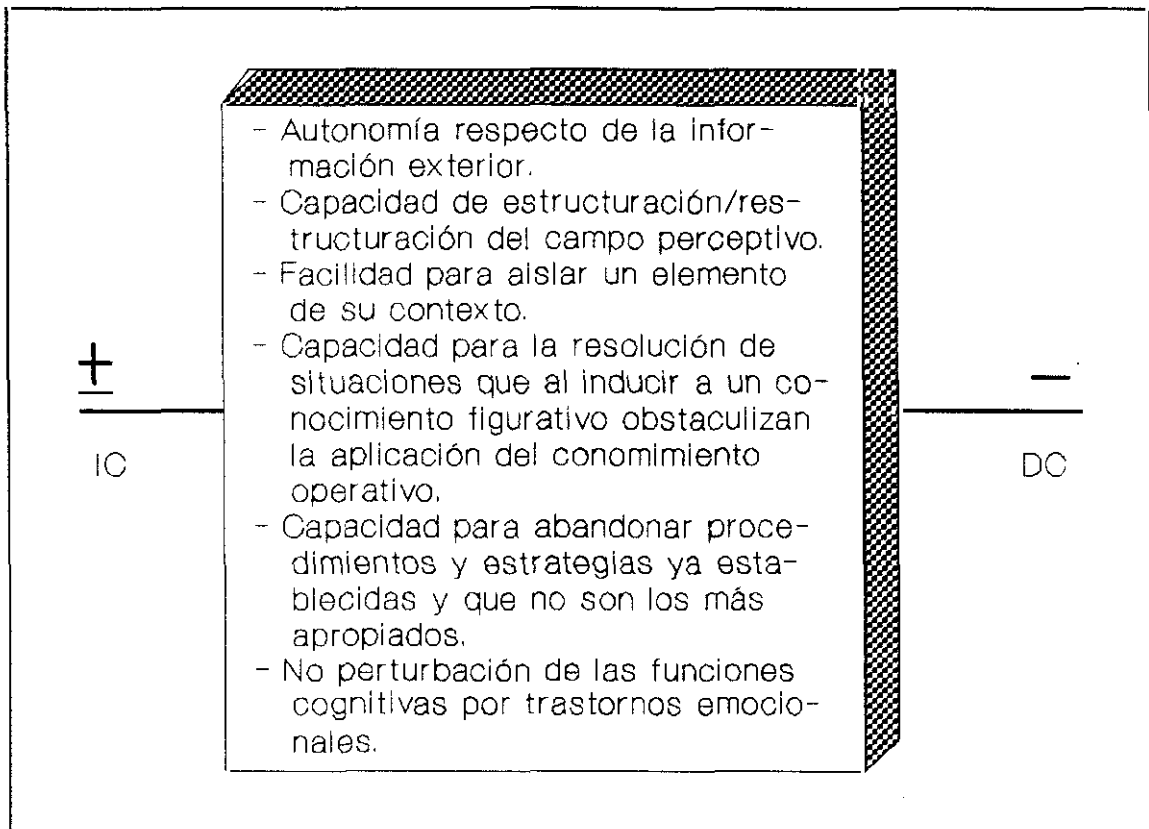 - Autonomía respecto de la infor-
mación exterior.
- Capacidad de estructuración/res-
tructuración del campo perceptivo.
- Facilidad para aislar un elemento
de su contexto.
- Capacidad para la resolución de
situaciones que al inducir a un co-
nocimiento figurativo obstaculizan
la aplicación del conomimiento
operativo.
- Capacidad para abandonar proce-
dimientos y estrategias ya esta-
blecidas y que no son los más
apropiados.
- No perturbación de las funciones
cognitivas por trastornos emocio-
nales.
±
IC
−
DC